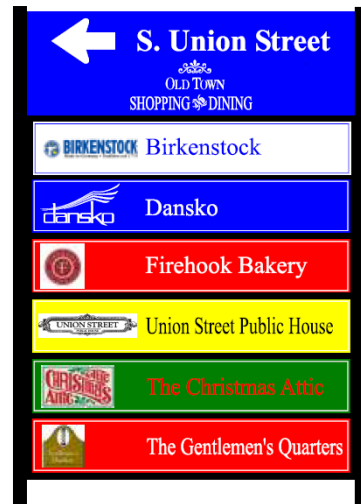 S. Union Street
OLD TOWN
SHOPPING DINING
BIRKENSTOCK Birkenstock
dansko Dansko
Firehook Bakery
UNION STREET Union Street Public House
CHRISTMAS ATTIC The Christmas Attic
The Gentlemen's Quarters